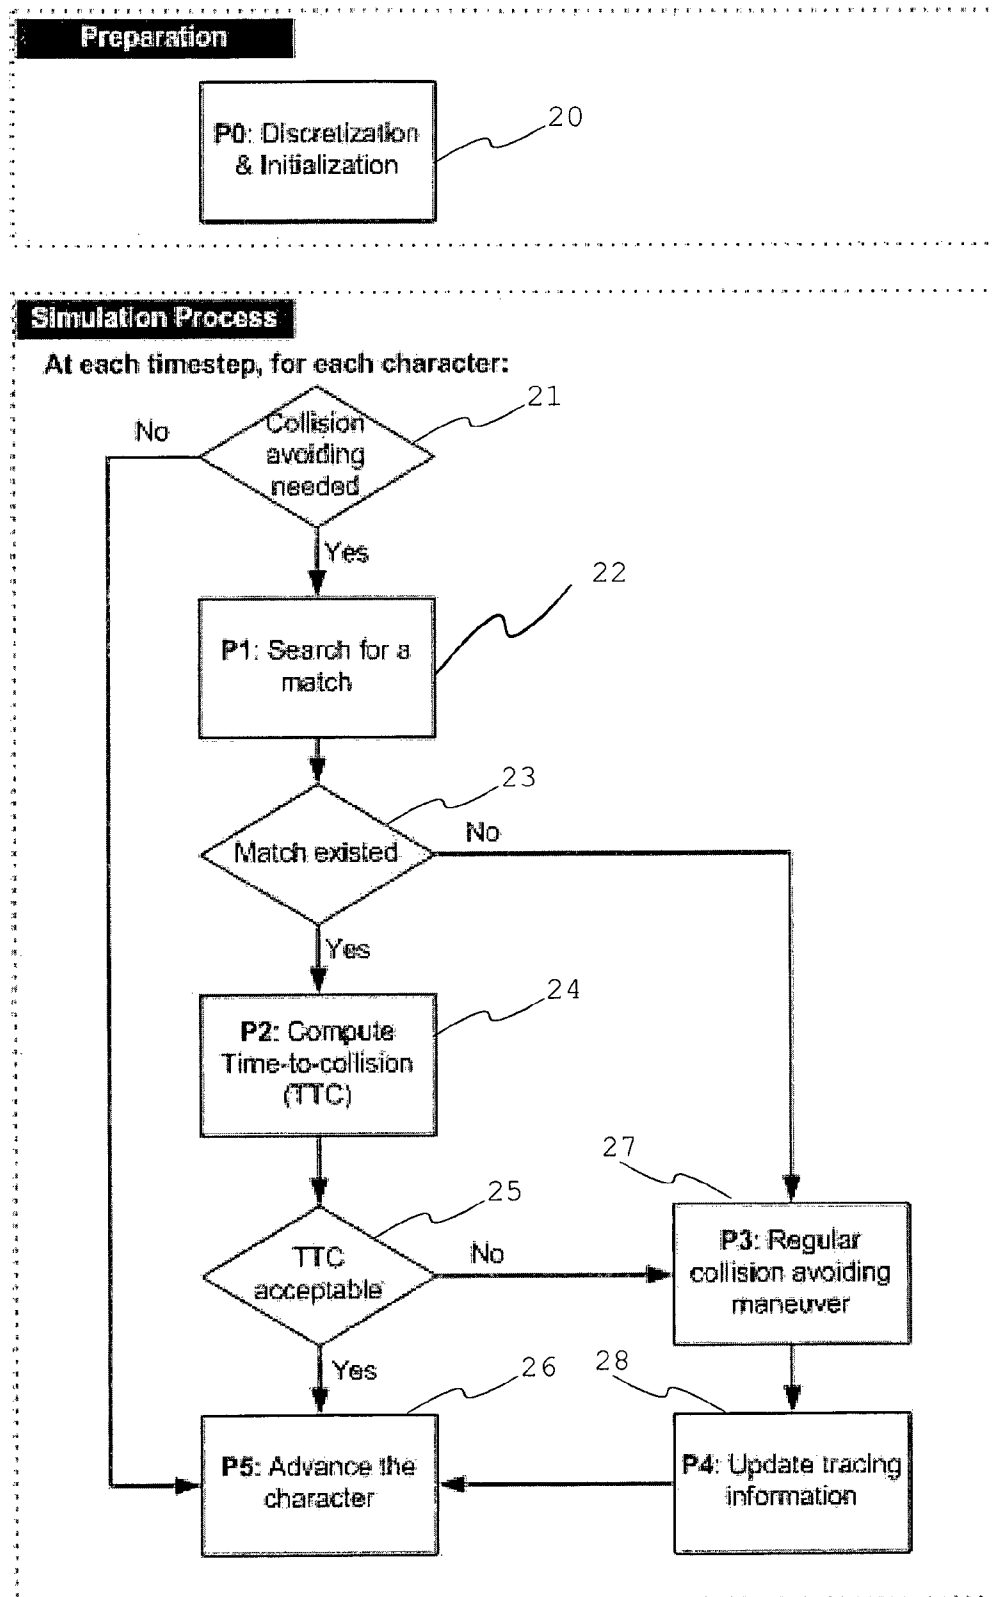 Preparation
P0: Discretization
& Initialization
20
Simulation Process
At each timestep, for each character:
21
No
Collision
avoiding
needed
Yes
22
P1: Search for a
match
23
Match existed
No
Yes
24
P2: Compute
Time-to-collision
(TTC)
27
25
TTC
acceptable
No
P3: Regular
collision avoiding
maneuver
Yes
26
28
P5: Advance the
character
P4: Update tracing
information